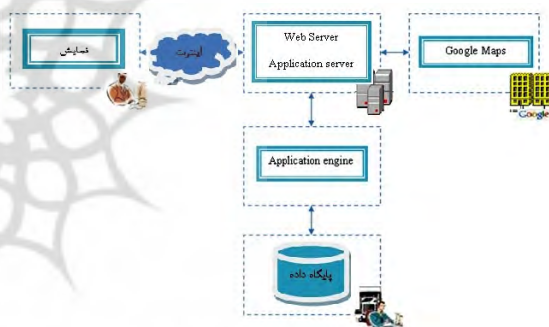 نمایش
اینترنت
Web Server
Application server
Google Maps
Google
Application engine
پایگاه داده